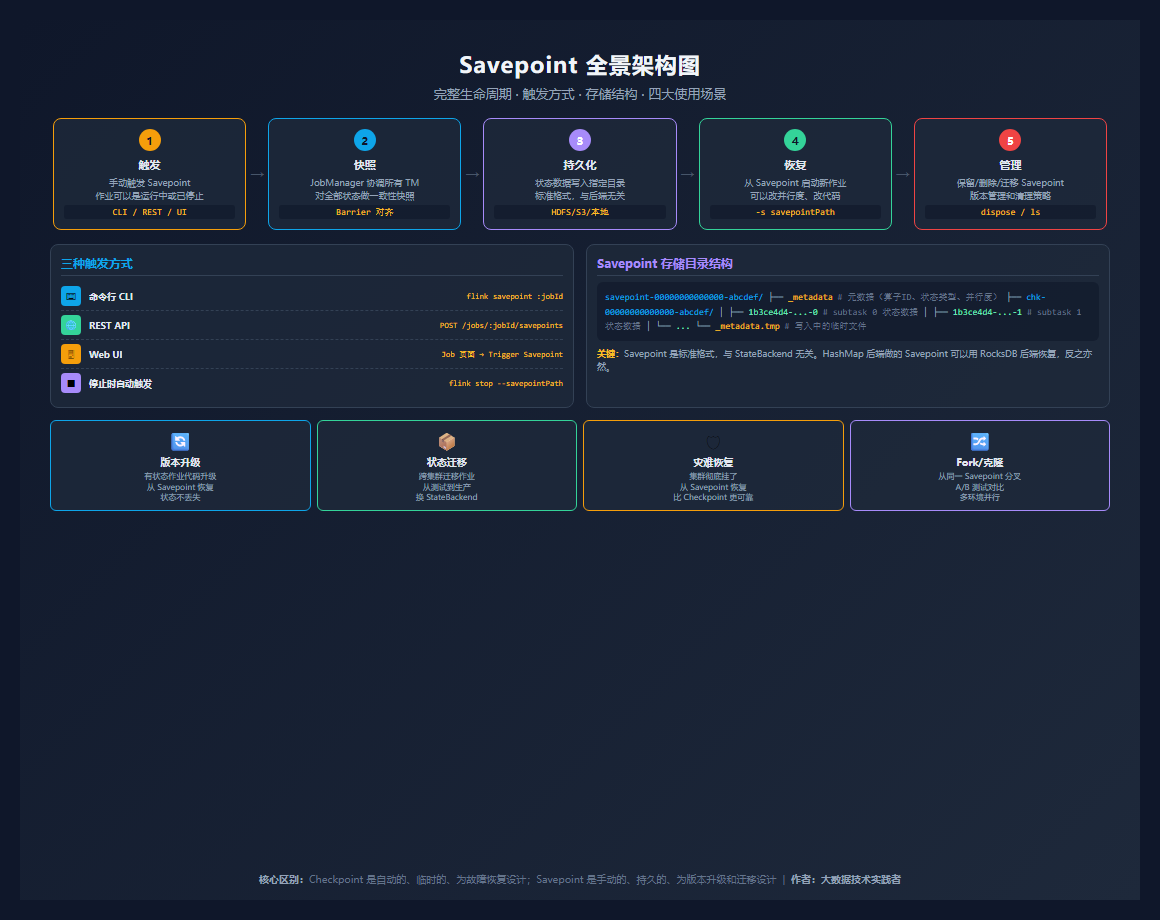 Savepoint 全景架构图
完整生命周期 · 触发方式 · 存储结构 · 四大使用场景
1
触发
手动触发 Savepoint
作业可以是运行中或已停止
CLI / REST / UI
→
2
快照
JobManager 协调所有 TM
对全部状态做一致性快照
Barrier 对齐
→
3
持久化
状态数据写入指定目录
标准格式，与后端无关
HDFS/S3/本地
→
4
恢复
从 Savepoint 启动新作业
可以改并行度、改代码
-s savepointPath
→
5
管理
保留/删除/迁移 Savepoint
版本管理和清理策略
dispose / ls
三种触发方式
命令行 CLI flink savepoint :jobId
REST API POST /jobs/:jobId/savepoints
Web UI Job 页面 → Trigger Savepoint
停止时自动触发 flink stop --savepointPath
Savepoint 存储目录结构
savepoint-00000000000000-abcdef/ ├── _metadata # 元数据（算子ID、状态类型、并行度） ├── chk-
00000000000000-abcdef/ │ ├── 1b3ce4d4-...-0 # subtask 0 状态数据 │ ├── 1b3ce4d4-...-1 # subtask 1
状态数据 │ └── ... └── _metadata.tmp # 写入中的临时文件
关键：Savepoint 是标准格式，与 StateBackend 无关。HashMap 后端做的 Savepoint 可以用 RocksDB 后端恢复，反之亦
然。
版本升级
有状态作业代码升级
从 Savepoint 恢复
状态不丢失
状态迁移
跨集群迁移作业
从测试到生产
换 StateBackend
灾难恢复
集群彻底挂了
从 Savepoint 恢复
比 Checkpoint 更可靠
Fork/克隆
从同一 Savepoint 分叉
A/B 测试对比
多环境并行
核心区别：Checkpoint 是自动的、临时的、为故障恢复设计；Savepoint 是手动的、持久的、为版本升级和迁移设计 | 作者：大数据技术实践者